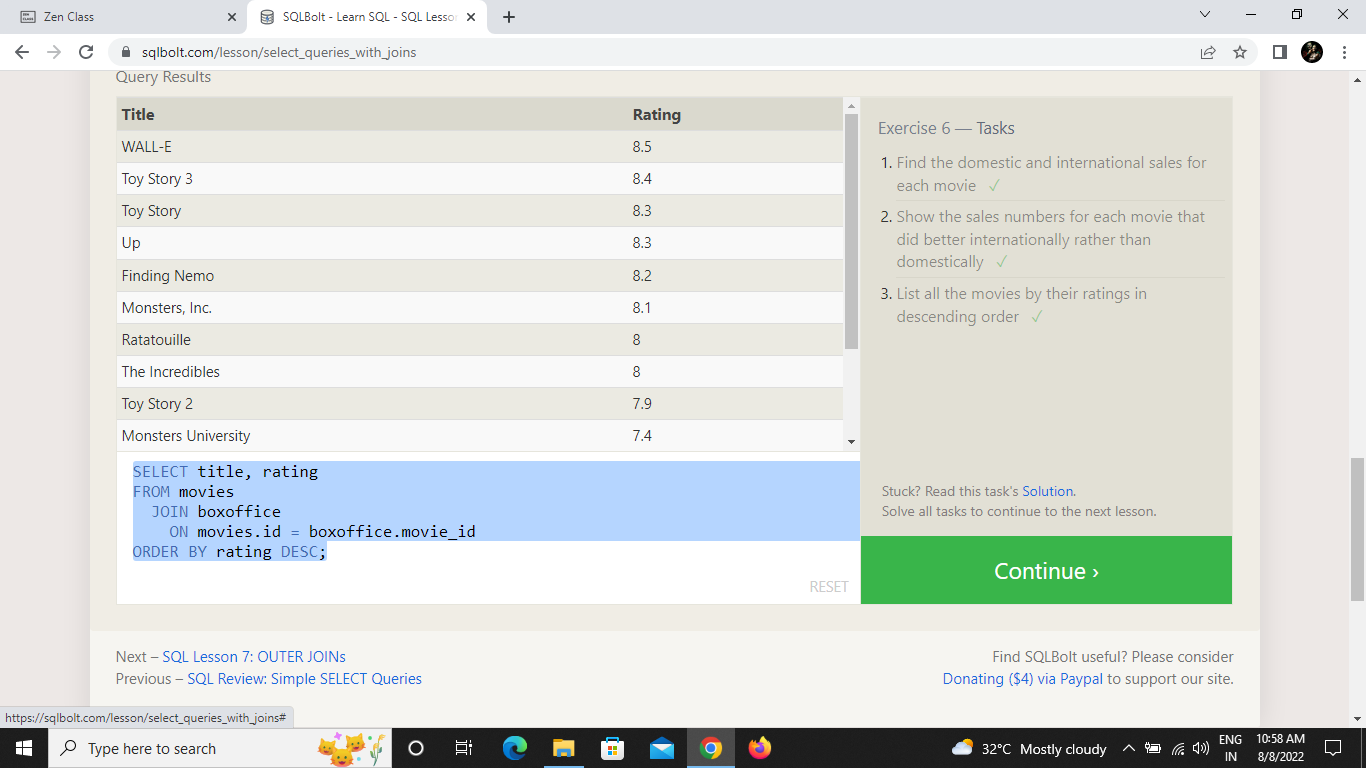 Zen Class
SQLBolt - Learn SQL - SQL Lesson
sqlbolt.com/lesson/select_queries_with_joins
Query Results
Title Rating
WALL-E 8.5
Toy Story 3 8.4
Toy Story 8.3
Up 8.3
Finding Nemo 8.2
Monsters, Inc. 8.1
Ratatouille 8
The Incredibles 8
Toy Story 2 7.9
Monsters University 7.4
SELECT title, rating
FROM movies
JOIN boxoffice
ON movies.id = boxoffice.movie_id
ORDER BY rating DESC;
RESET
Exercise 6 — Tasks
1. Find the domestic and international sales for
each movie ✓
2. Show the sales numbers for each movie that
did better internationally rather than
domestically ✓
3. List all the movies by their ratings in
descending order ✓
Stuck? Read this task's Solution.
Solve all tasks to continue to the next lesson.
Continue ›
Next – SQL Lesson 7: OUTER JOINs
Previous – SQL Review: Simple SELECT Queries
Find SQLBolt useful? Please consider
Donating ($4) via Paypal to support our site.
https://sqlbolt.com/lesson/select_queries_with_joins#
Type here to search
32°C Mostly cloudy
ENG
IN
10:58 AM
8/8/2022